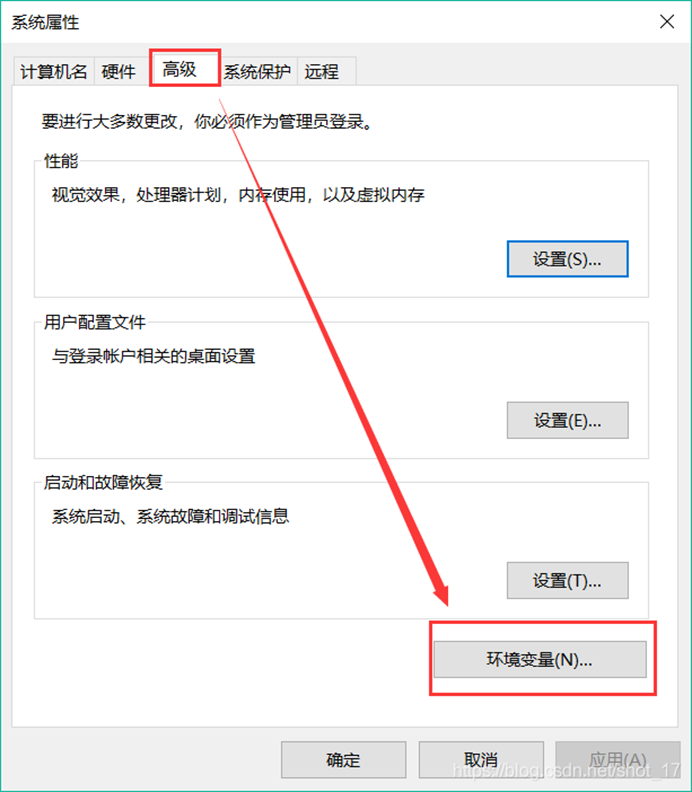 系统属性
计算机名 硬件 高级 系统保护 远程
要进行大多数更改，你必须作为管理员登录。
性能
视觉效果，处理器计划，内存使用，以及虚拟内存
设置(S)...
用户配置文件
与登录帐户相关的桌面设置
设置(E)...
启动和故障恢复
系统启动、系统故障和调试信息
设置(T)...
环境变量(N)...
确定 取消 应用(A)
https://blog.csdn.net/shot_17